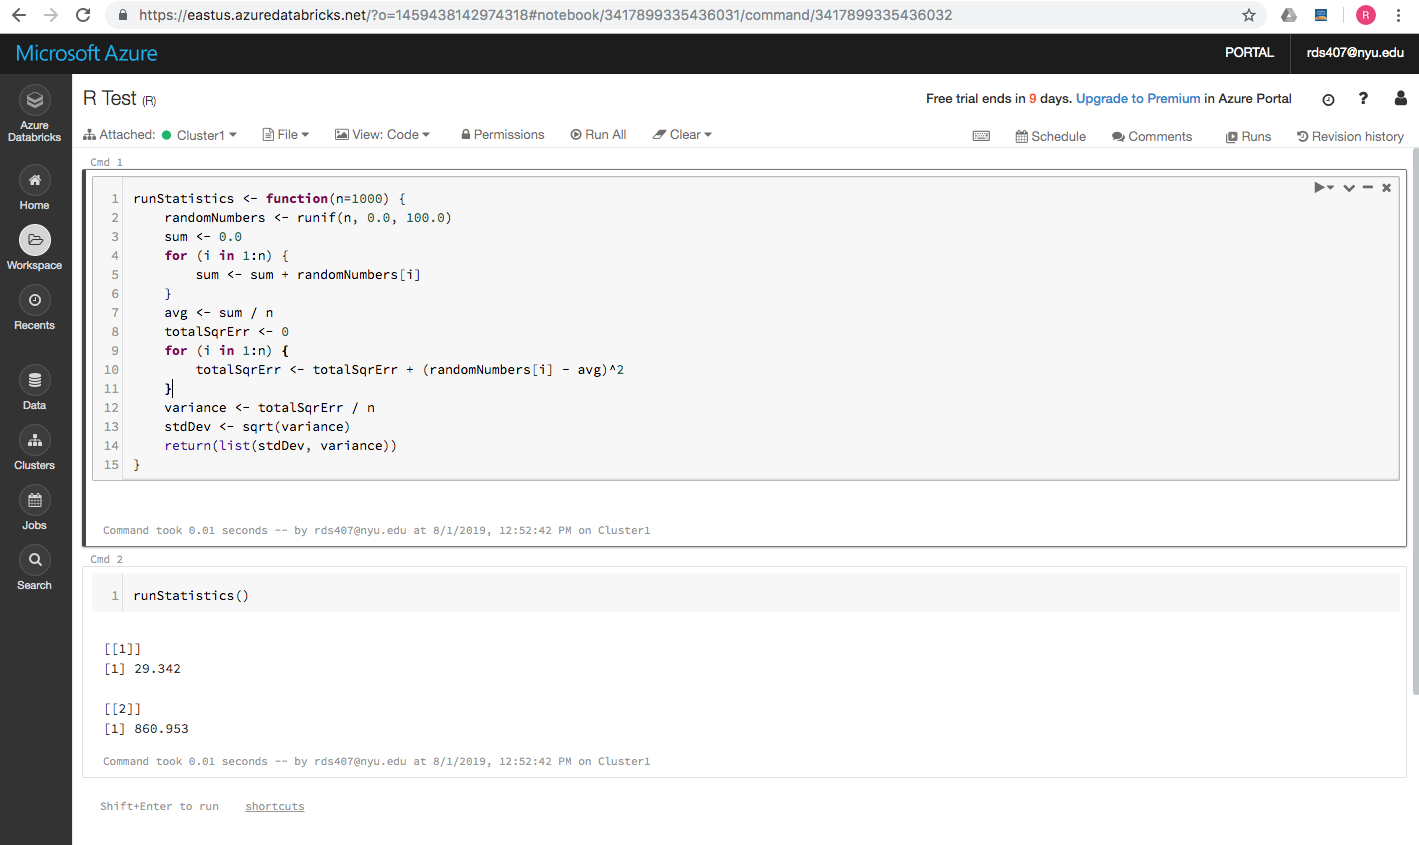 https://eastus.azuredatabricks.net/?o=1459438142974318#notebook/3417899335436031/command/3417899335436032
R
Microsoft Azure
PORTAL
rds407@nyu.edu
Azure
Databricks
Home
Workspace
Recents
Data
Clusters
Jobs
Search
R Test (R)
Free trial ends in 9 days. Upgrade to Premium in Azure Portal
?
Attached: Cluster1 File View: Code Permissions Run All Clear
Schedule Comments Runs Revision history
Cmd 1
1 runStatistics <- function(n=1000) {
2     randomNumbers <- runif(n, 0.0, 100.0)
3     sum <- 0.0
4     for (i in 1:n) {
5         sum <- sum + randomNumbers[i]
6     }
7     avg <- sum / n
8     totalSqrErr <- 0
9     for (i in 1:n) {
10         totalSqrErr <- totalSqrErr + (randomNumbers[i] - avg)^2
11     }
12     variance <- totalSqrErr / n
13     stdDev <- sqrt(variance)
14     return(list(stdDev, variance))
15 }
Command took 0.01 seconds -- by rds407@nyu.edu at 8/1/2019, 12:52:42 PM on Cluster1
Cmd 2
1 runStatistics()
[[1]]
[1] 29.342
[[2]]
[1] 860.953
Command took 0.01 seconds -- by rds407@nyu.edu at 8/1/2019, 12:52:42 PM on Cluster1
Shift+Enter to run shortcuts